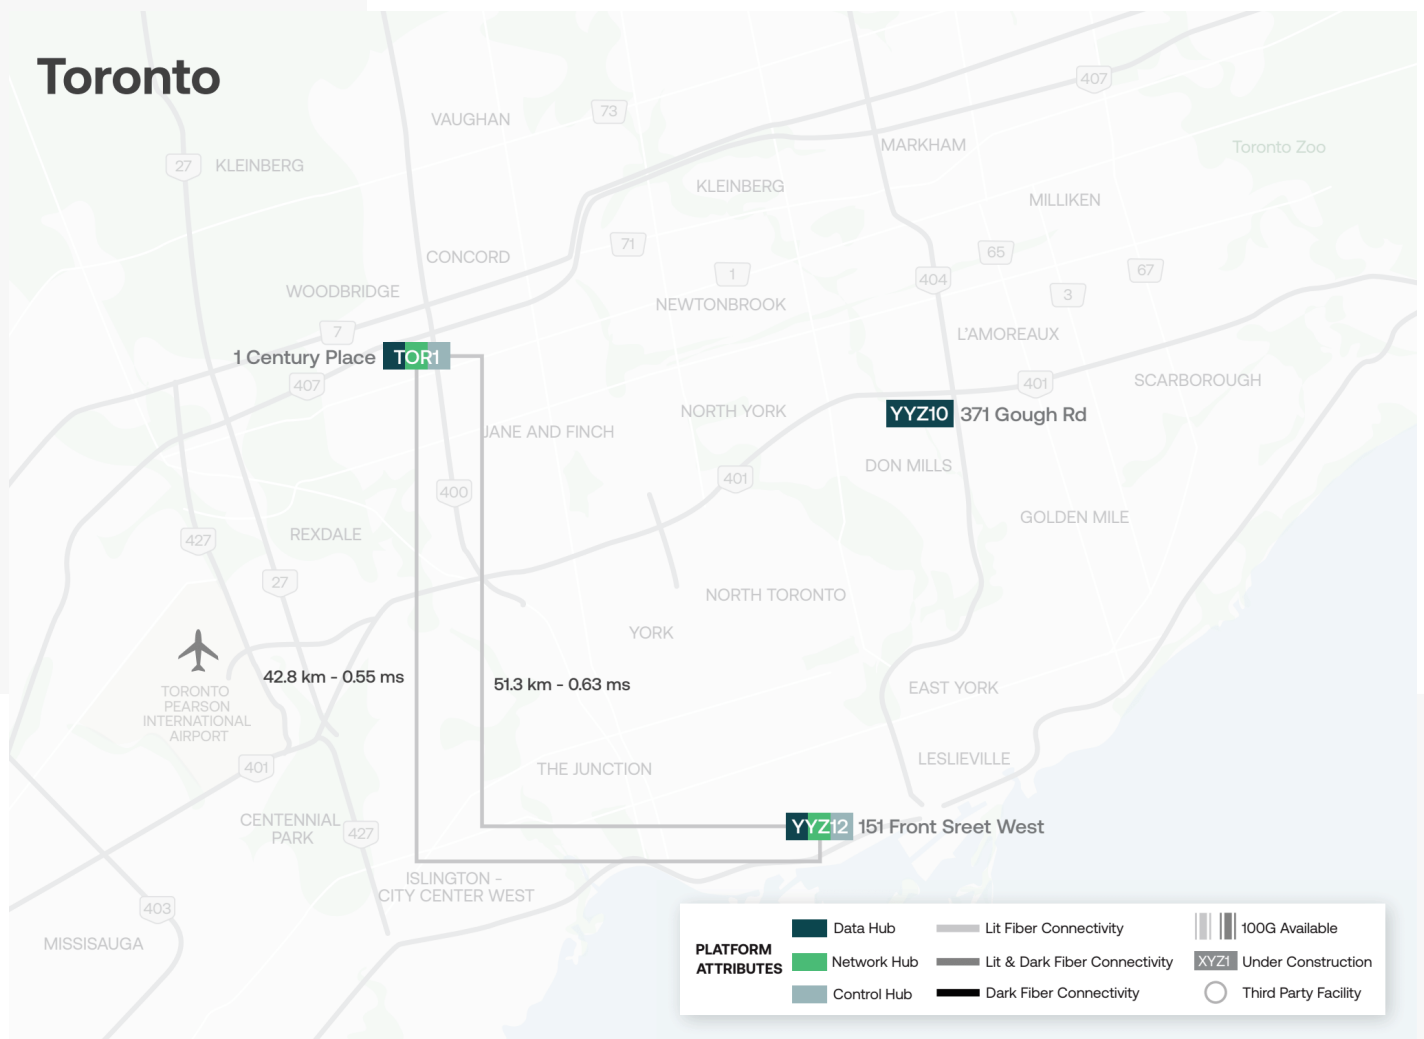 Toronto
407
73
VAUGHAN
MARKHAM
Toronto Zoo
27
KLEINBERG
KLEINBERG
MILLIKEN
71
65
CONCORD
1
404
67
WOODBRIDGE
NEWTONBROOK
3
7
L'AMOREAUX
1 Century Place
TOR1
407
401
SCARBOROUGH
NORTH YORK
YYZ10
371 Gough Rd
JANE AND FINCH
DON MILLS
401
400
GOLDEN MILE
REXDALE
427
27
NORTH TORONTO
YORK
42.8 km - 0.55 ms
51.3 km - 0.63 ms
TORONTO
PEARSON
INTERNATIONAL
AIRPORT
EAST YORK
401
THE JUNCTION
LESLIEVILLE
CENTENNIAL
PARK
427
YYZ12
151 Front Sreet West
ISLINGTON -
CITY CENTER WEST
403
MISSISAUGA
PLATFORM
ATTRIBUTES
Data Hub
Network Hub
Control Hub
Lit Fiber Connectivity
Lit & Dark Fiber Connectivity
Dark Fiber Connectivity
100G Available
XYZ1
Under Construction
Third Party Facility